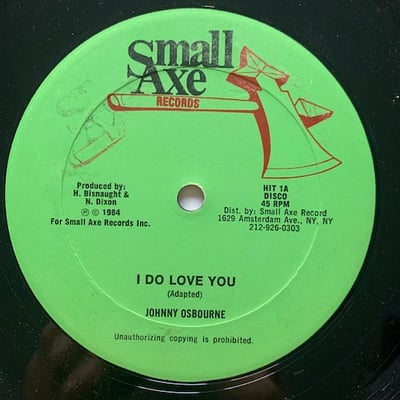 Small
Axe
RECORDS
Produced by:
H. Bisnaught &
N. Dixon
℗ © 1984
For Small Axe Records Inc.
HIT 1A
DISCO
45 RPM
Dist. by: Small Axe Record
1629 Amsterdam Ave., NY, NY
212-926-0303
I DO LOVE YOU
(Adapted)
JOHNNY OSBOURNE
Unauthorizing copying is prohibited.